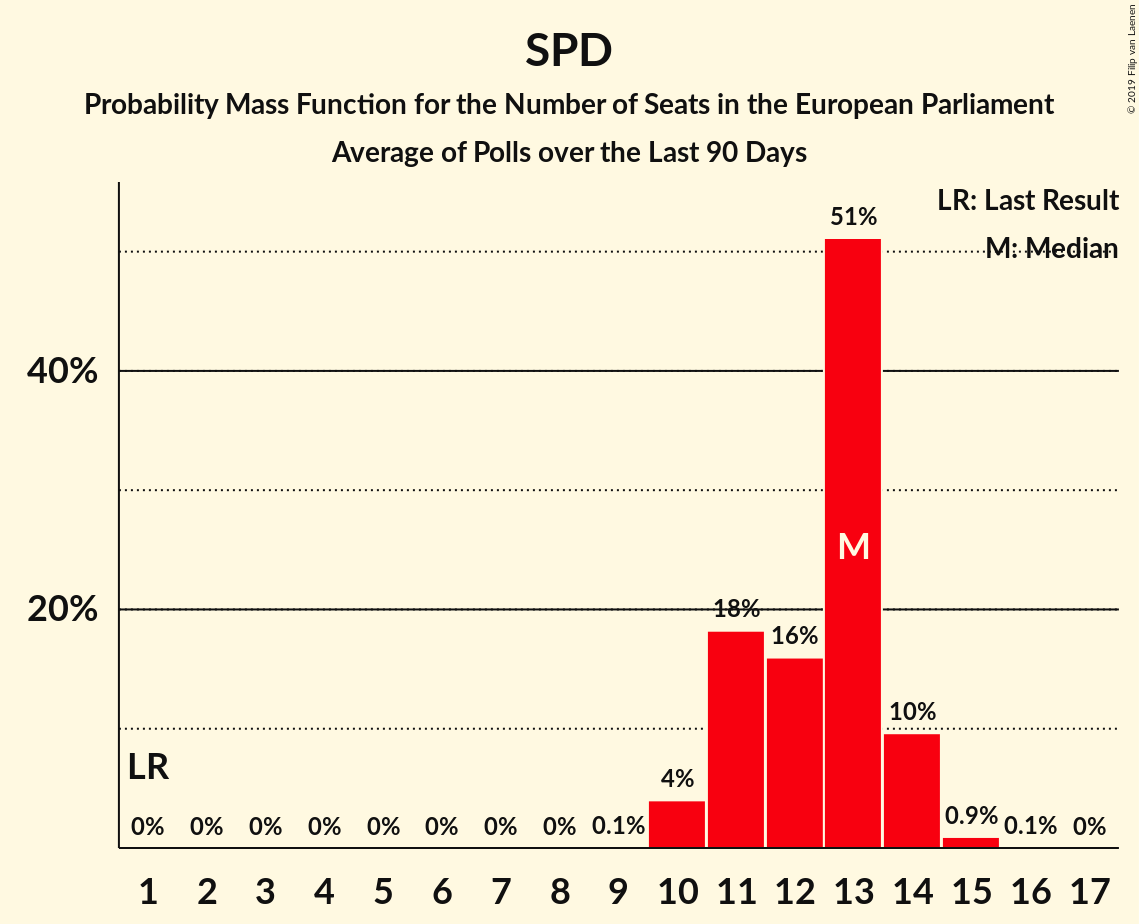 SPD
Probability Mass Function for the Number of Seats in the European Parliament
Average of Polls over the Last 90 Days
© 2019 Filip van Laenen
LR: Last Result
M: Median
51%
40%
M
20%
18%
16%
10%
LR
4%
0% 0% 0% 0% 0% 0% 0% 0% 0.1% 0.9% 0.1% 0%
1 2 3 4 5 6 7 8 9 10 11 12 13 14 15 16 17